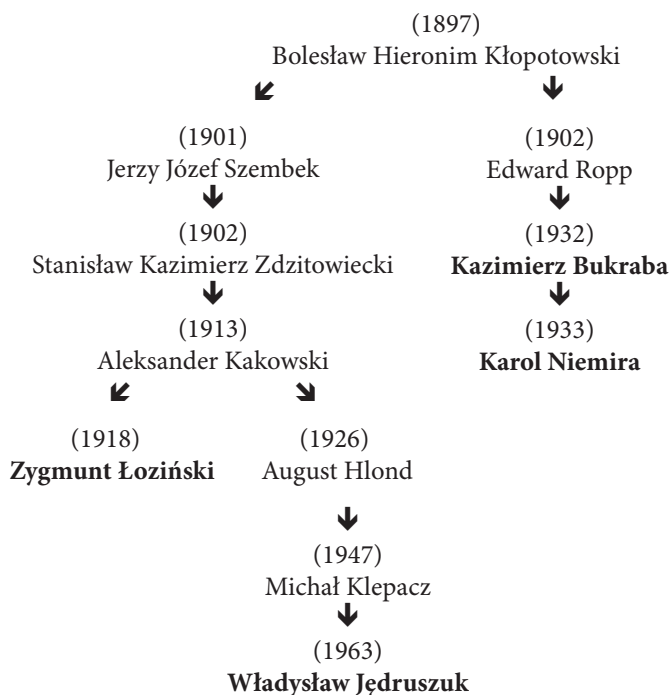 (1897)
Bolesław Hieronim Kłopotowski
(1901)
Jerzy Józef Szembek
(1902)
Edward Ropp
(1902)
Stanisław Kazimierz Zdzitowiecki
(1932)
Kazimierz Bukraba
(1913)
Aleksander Kakowski
(1933)
Karol Niemira
(1918)
Zygmunt Łoziński
(1926)
August Hlond
(1947)
Michał Klepacz
(1963)
Władysław Jędruszuk